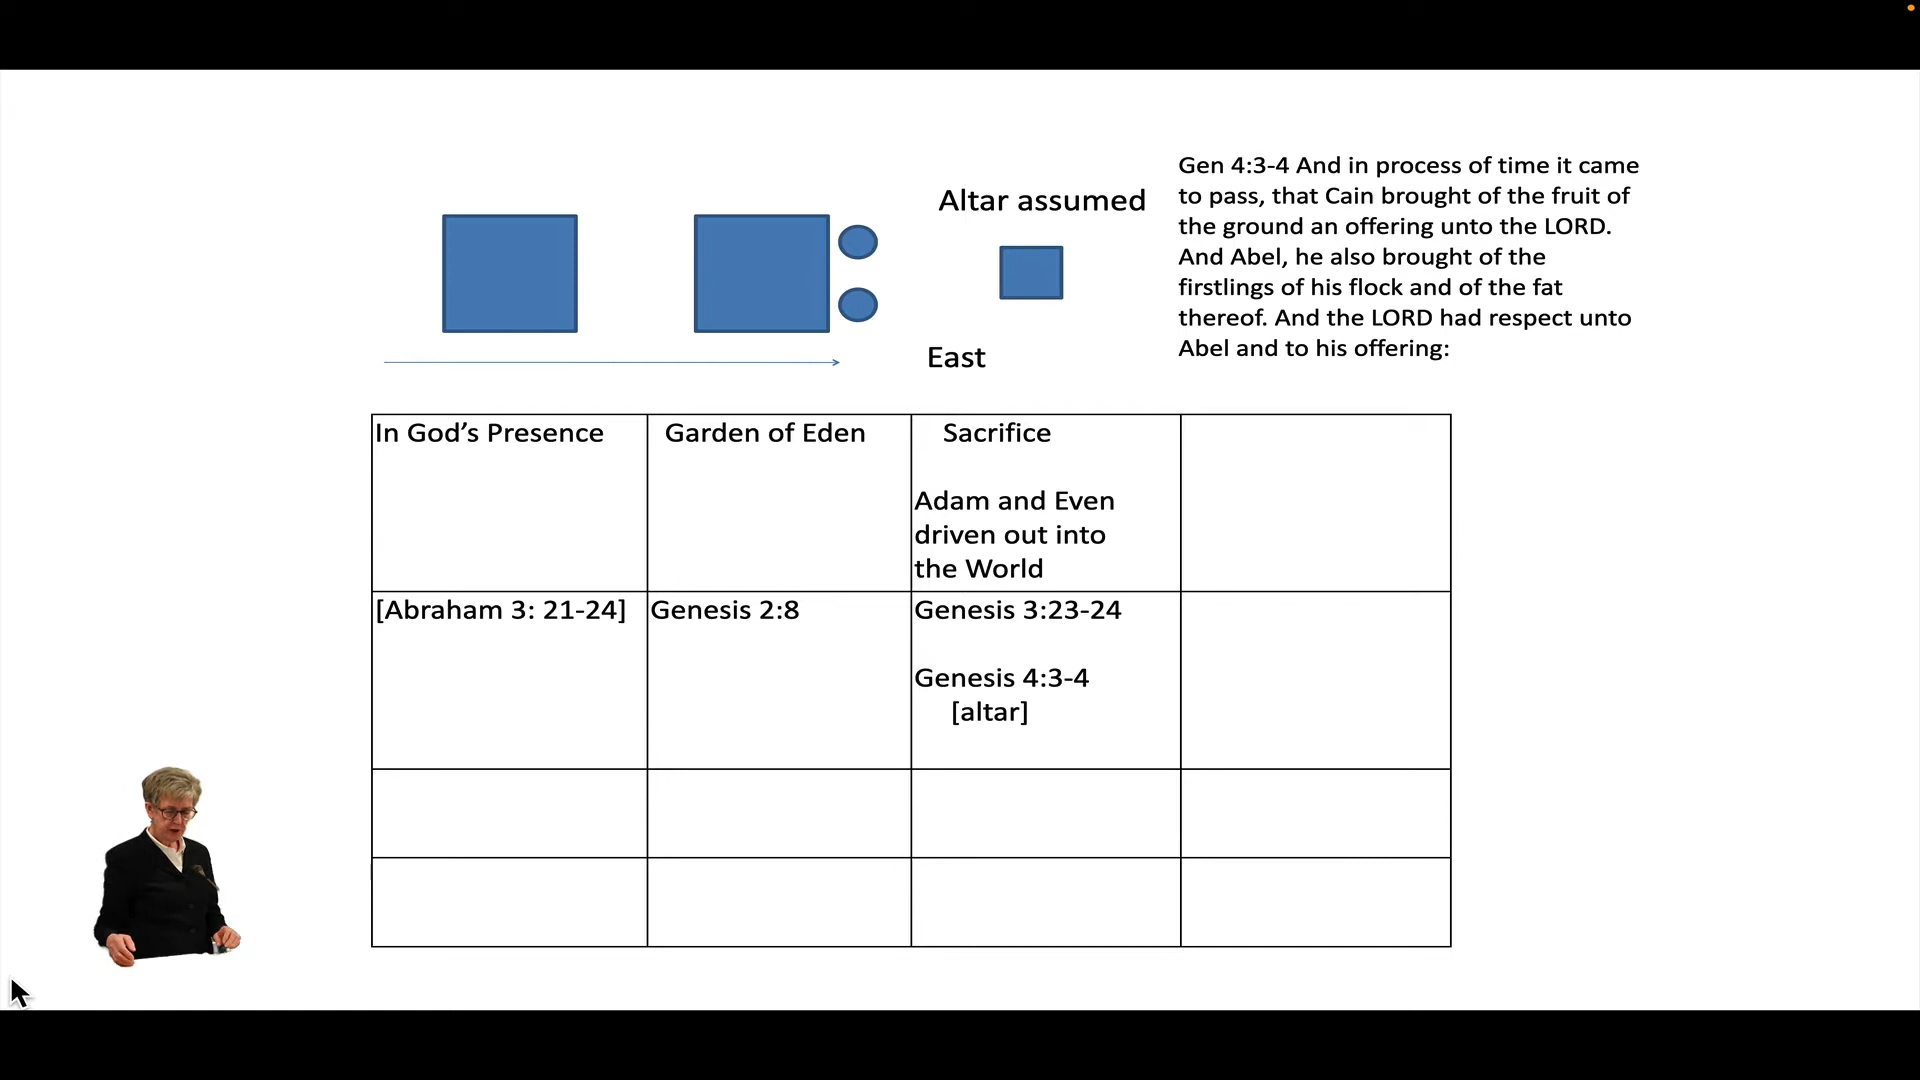 Altar assumed
East
Gen 4:3-4 And in process of time it came
to pass, that Cain brought of the fruit of
the ground an offering unto the LORD.
And Abel, he also brought of the
firstlings of his flock and of the fat
thereof. And the LORD had respect unto
Abel and to his offering:
In God’s Presence
Garden of Eden
Sacrifice
Adam and Even
driven out into
the World
[Abraham 3: 21-24]
Genesis 2:8
Genesis 3:23-24
Genesis 4:3-4
[altar]